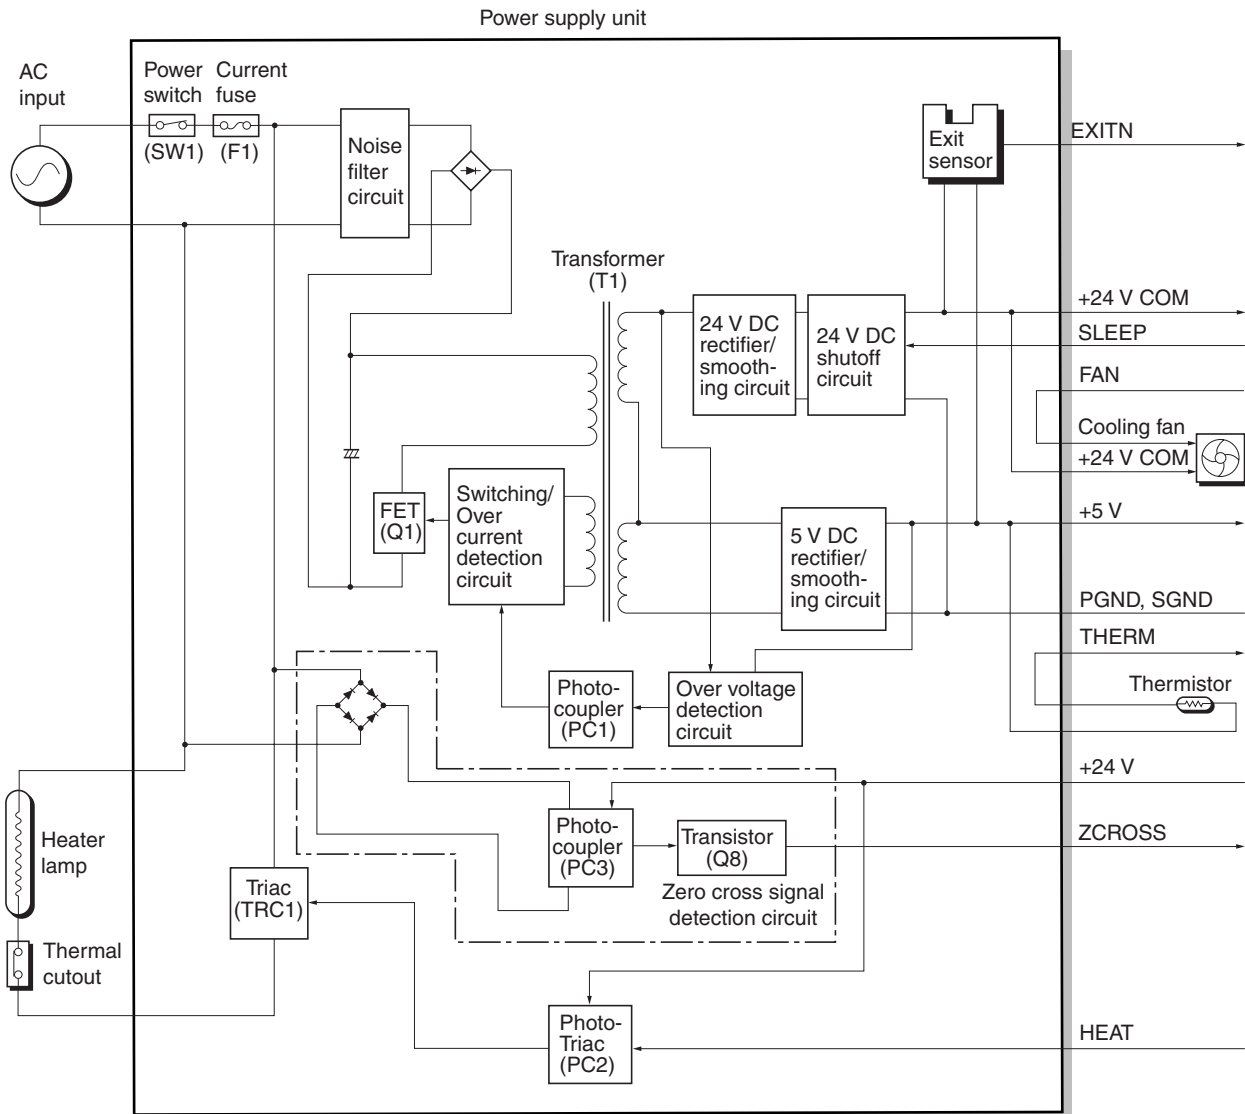 Power supply unit
AC
input
Power
switch
(SW1)
Current
fuse
(F1)
Noise
filter
circuit
Exit
sensor
EXITN
Transformer
(T1)
24 V DC
rectifier/
smooth-
ing circuit
24 V DC
shutoff
circuit
+24 V COM
SLEEP
FAN
Cooling fan
+24 V COM
FET
(Q1)
Switching/
Over
current
detection
circuit
5 V DC
rectifier/
smooth-
ing circuit
+5 V
PGND, SGND
THERM
Thermistor
Photo-
coupler
(PC1)
Over voltage
detection
circuit
+24 V
Heater
lamp
Photo-
coupler
(PC3)
Transistor
(Q8)
ZCROSS
Zero cross signal
detection circuit
Triac
(TRC1)
Thermal
cutout
Photo-
Triac
(PC2)
HEAT